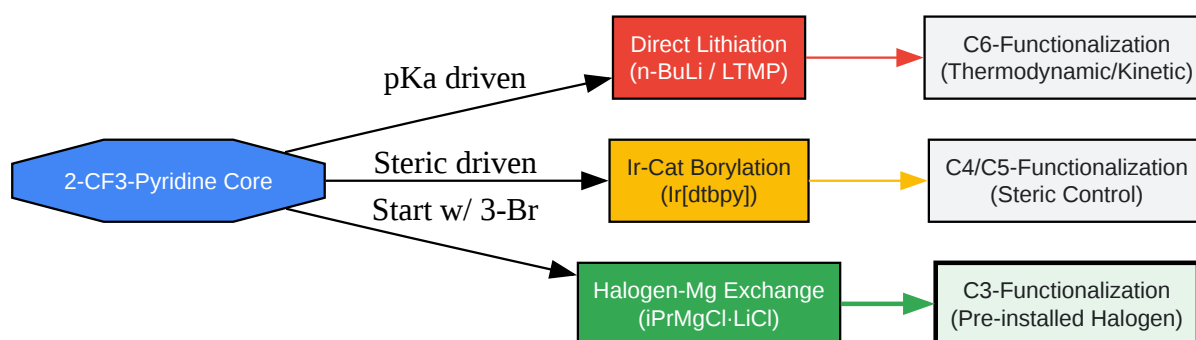 2-CF3-Pyridine Core
pKa driven
Steric driven
Start w/ 3-Br
Direct Lithiation
(n-BuLi / LTMP)
C6-Functionalization
(Thermodynamic/Kinetic)
Ir-Cat Borylation
(Ir[dtbpy])
C4/C5-Functionalization
(Steric Control)
Halogen-Mg Exchange
(iPrMgCl·LiCl)
C3-Functionalization
(Pre-installed Halogen)